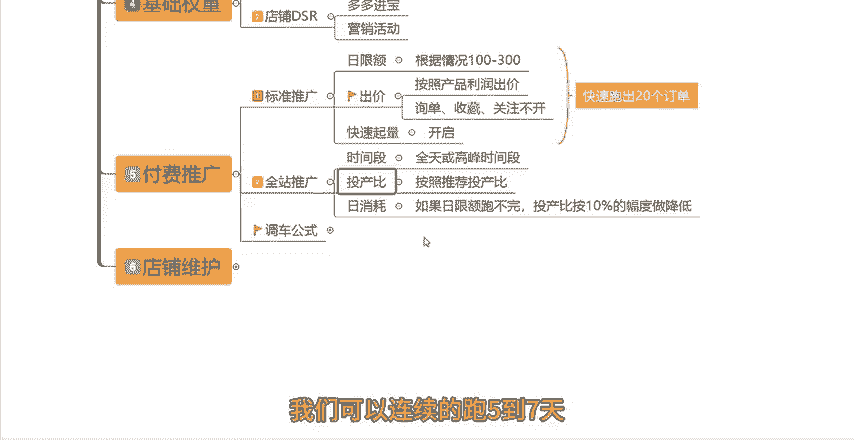 基础权重
店铺DSR
多多进宝
营销活动
付费推广
标准推广
日限额
根据情况100-300
出价
按照产品利润出价
询单、收藏、关注不开
快速起量
开启
快速跑出20个订单
全站推广
时间段
全天或高峰时间段
投产比
按照推荐投产比
日消耗
如果日限额跑不完，投产比按10%的幅度做降低
调车公式
店铺维护
我们可以连续的跑5到7天